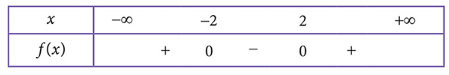 x −∞ −2 2 +∞
f(x) + 0 − 0 +